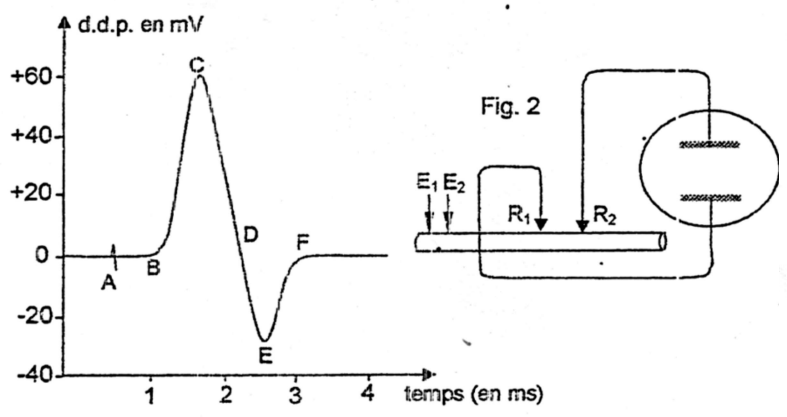 d.d.p. en mV
C
+60
+40
+20
0
-20
-40
A
B
D
E
F
1
2
3
4
temps (en ms)
Fig. 2
E1 E2
R1
R2